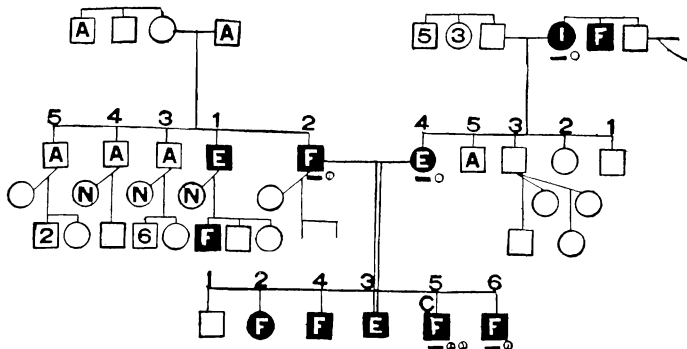 A A 5 3 I F
5 4 3 1 2 4 5 3 2 1
A A A E F E A
N N N
2 6 F
1 2 4 3 5 6
C
F F E F F